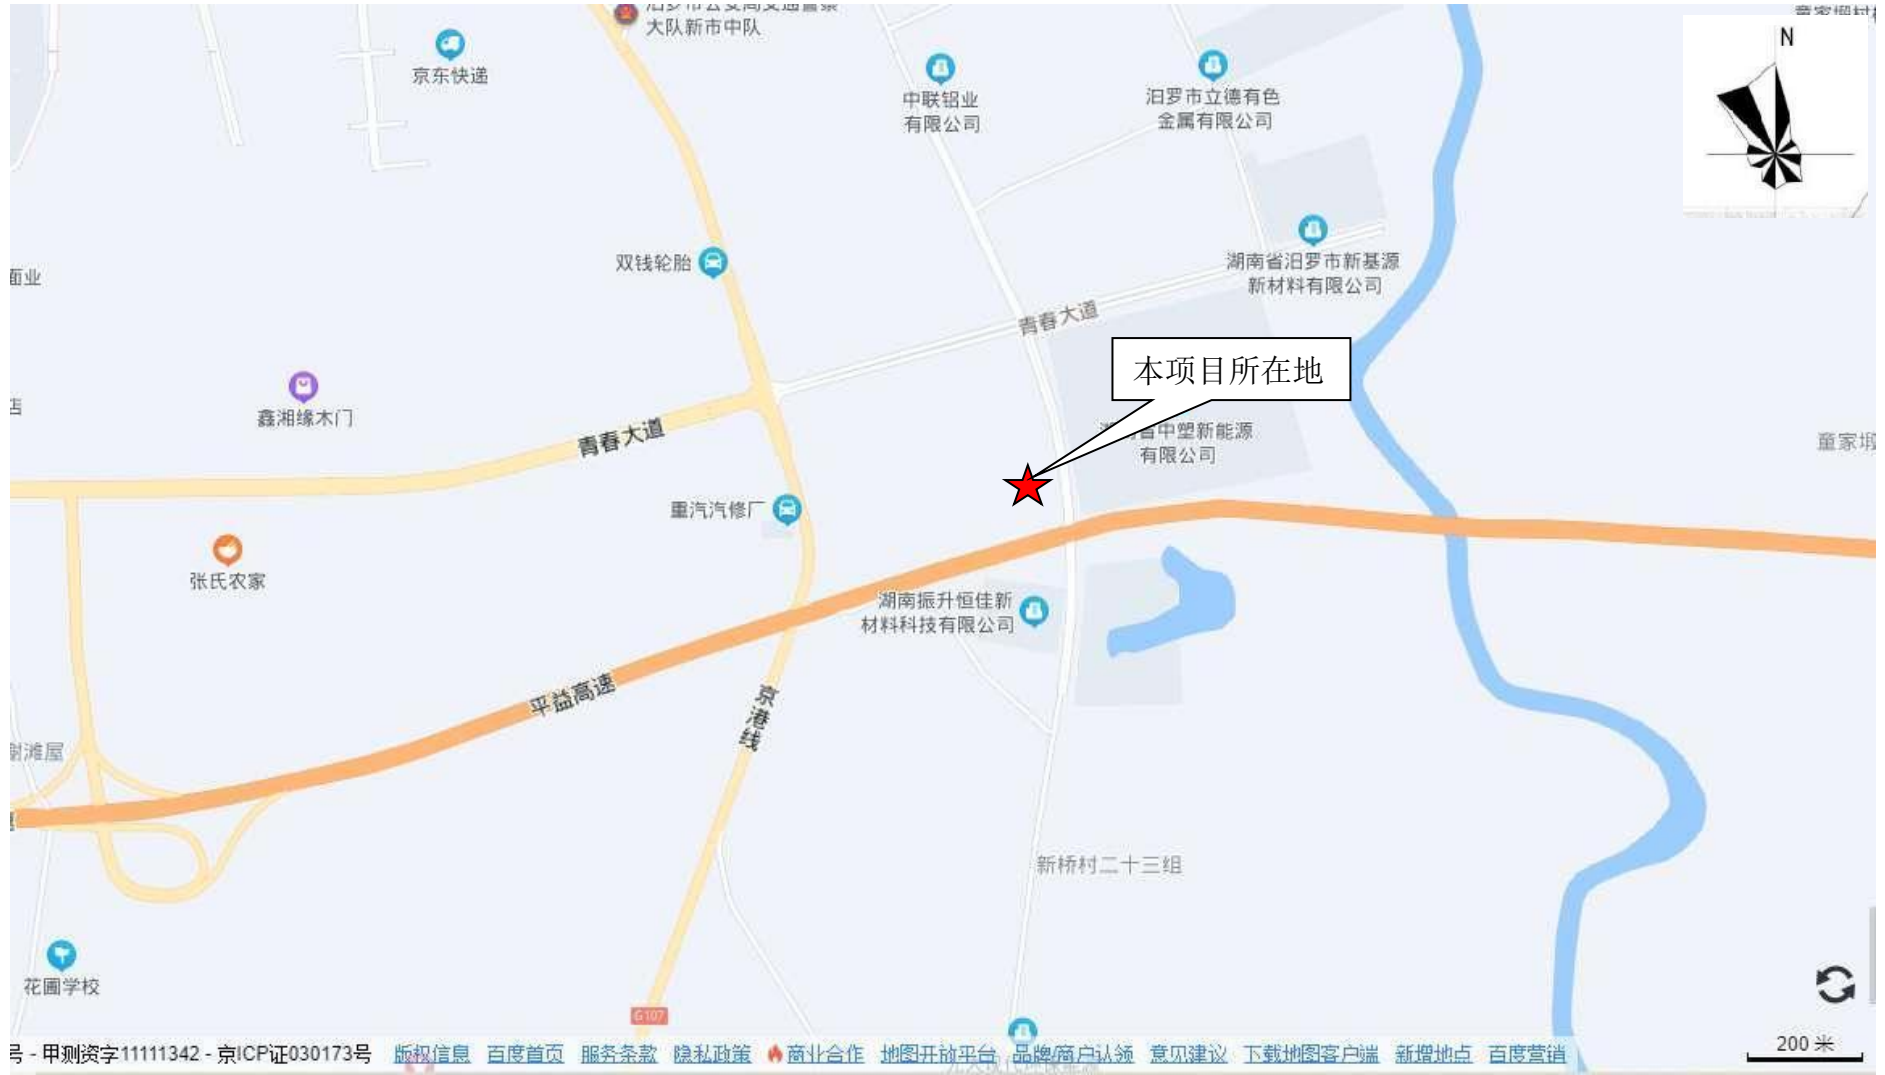 大队新市中队
京东快递
N
中联铝业
有限公司
汨罗市立德有色
金属有限公司
双钱轮胎
湖南省汨罗市新基源
新材料有限公司
面业
青春大道
本项目所在地
鑫湘缘木门
青春大道
省中塑新能源
有限公司
童家塅
重汽汽修厂
张氏农家
湖南振升恒佳新
材料科技有限公司
平益高速
京港线
滩屋
新桥村二十三组
花圃学校
G107
200 米
号 - 甲测资字11111342 - 京ICP证030173号 版权信息 百度首页 服务条款 隐私政策 商业合作 地图开放平台 品牌/商户认领 意见建议 下载地图客户端 新增地点 百度营销